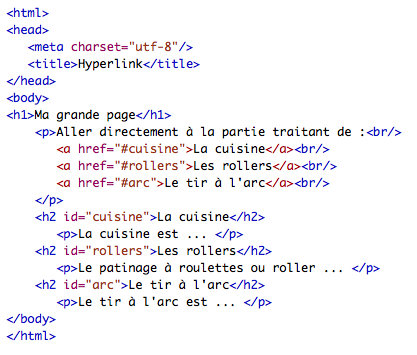 <html>
<head>
<meta charset="utf-8"/>
<title>Hyperlink</title>
</head>
<body>
<h1>Ma grande page</h1>
<p>Aller directement à la partie traitant de :<br/>
<a href="#cuisine">La cuisine</a><br/>
<a href="#rollers">Les rollers</a><br/>
<a href="#arc">Le tir à l'arc</a><br/>
</p>
<h2 id="cuisine">La cuisine</h2>
<p>La cuisine est ... </p>
<h2 id="rollers">Les rollers</h2>
<p>Le patinage à roulettes ou roller ... </p>
<h2 id="arc">Le tir à l'arc</h2>
<p>Le tir à l'arc est ... </p>
</body>
</html>